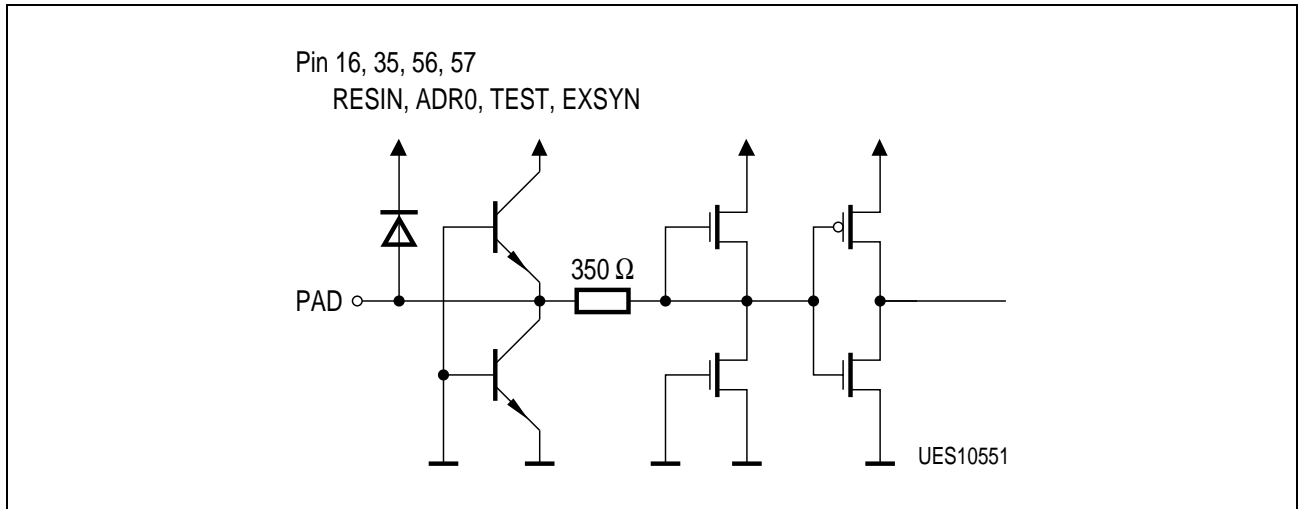 Pin 16, 35, 56, 57
RESIN, ADR0, TEST, EXSYN
350 Ω
PAD
UES10551